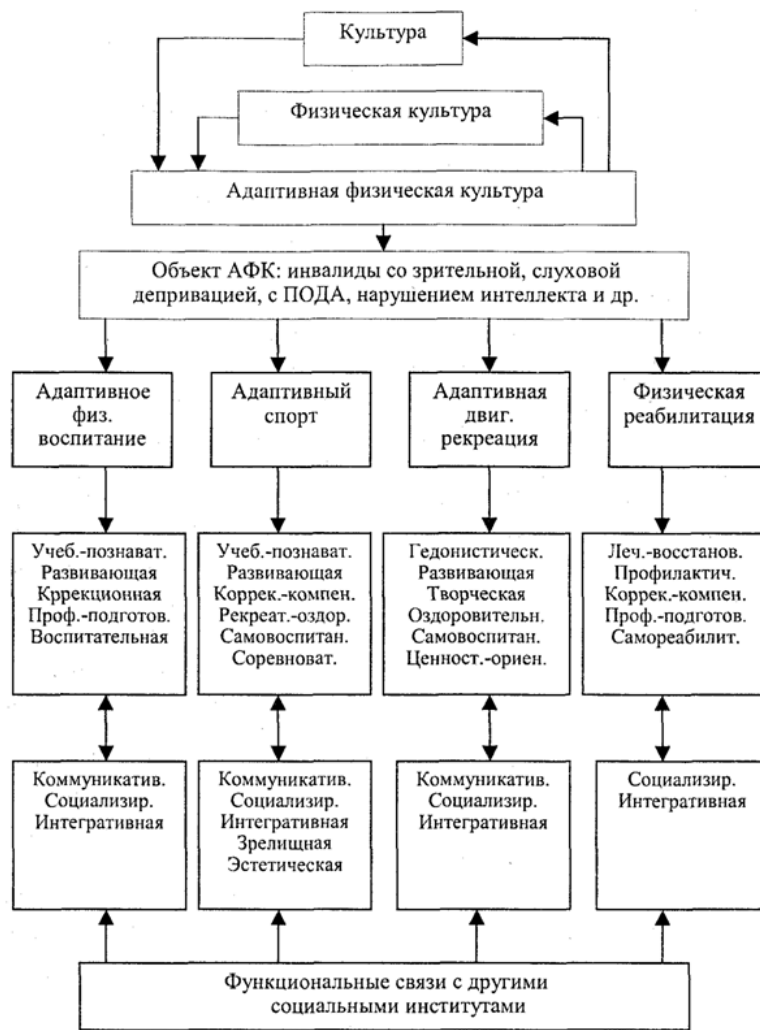 Культура
Физическая культура
Адаптивная физическая культура
Объект АФК: инвалиды со зрительной, слуховой
депривацией, с ПОДА, нарушением интеллекта и др.
Адаптивное
физ.
воспитание
Адаптивный
спорт
Адаптивная
двиг.
рекреация
Физическая
реабилитация
Учеб.-познават.
Развивающая
Кррекционная
Проф.-подготов.
Воспитательная
Учеб.-познават.
Развивающая
Коррек.-компен.
Рекреат.-оздор.
Самовоспитан.
Соревноват.
Гедонистическ.
Развивающая
Творческая
Оздоровительн.
Самовоспитан.
Ценност.-ориен.
Леч.-восстанов.
Профилактич.
Коррек.-компен.
Проф.-подготов.
Самореабилит.
Коммуникатив.
Социализир.
Интегративная
Коммуникатив.
Социализир.
Интегративная
Зрелищная
Эстетическая
Коммуникатив.
Социализир.
Интегративная
Социализир.
Интегративная
Функциональные связи с другими
социальными институтами